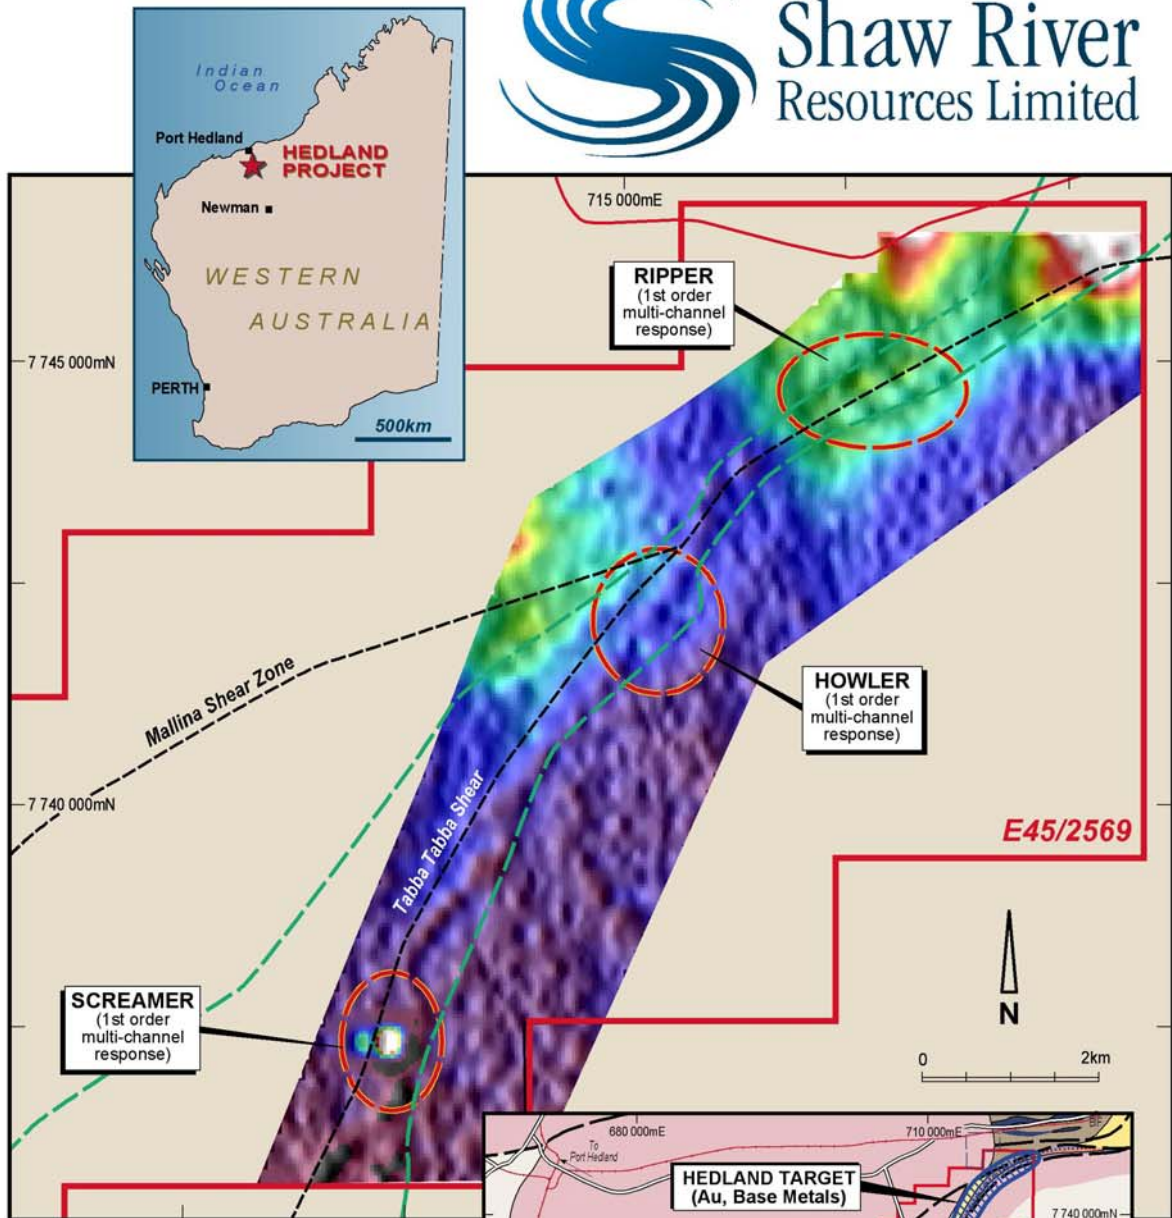 Shaw River
Resources Limited
Indian
Ocean
Port Hedland
HEDLAND
PROJECT
Newman
WESTERN
AUSTRALIA
PERTH
500km
715 000mE
RIPPER
(1st order
multi-channel
response)
7 745 000mN
Mallina Shear Zone
HOWLER
(1st order
multi-channel
response)
7 740 000mN
Tabba Tabba Shear
E45/2569
SCREAMER
(1st order
multi-channel
response)
N
0 2km
680 000mE
710 000mE
To
Port Hedland
HEDLAND TARGET
(Au, Base Metals)
7 740 000mN